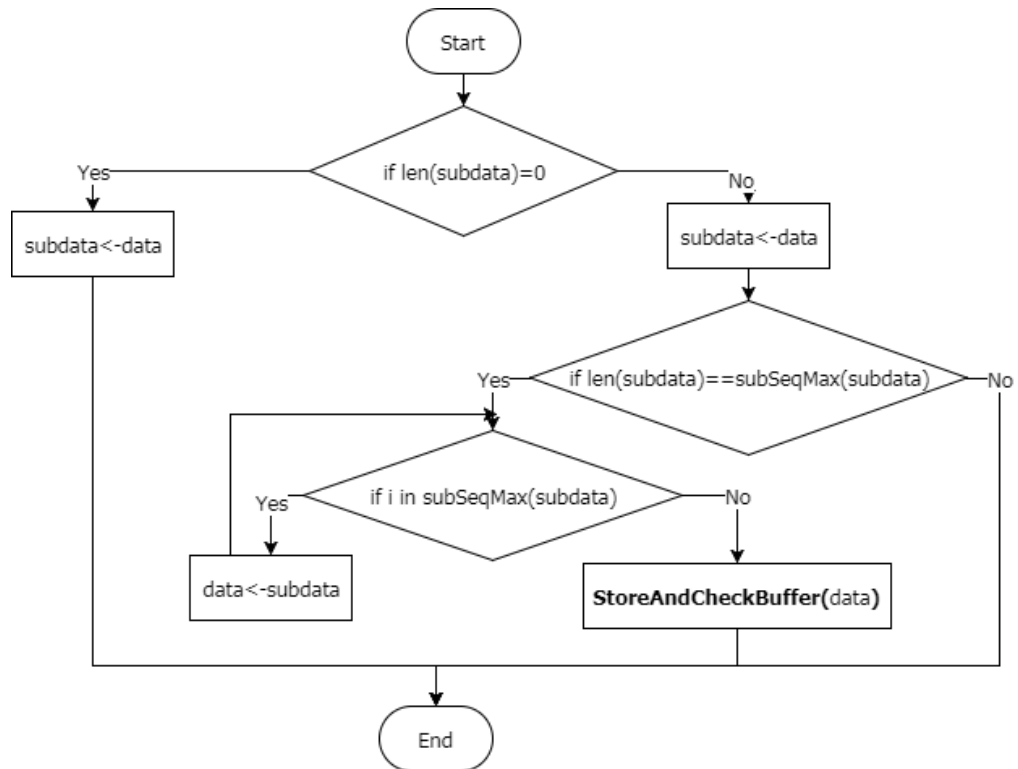 Start
if len(subdata)=0
Yes
No
subdata<-data
subdata<-data
if len(subdata)==subSeqMax(subdata)
Yes
No
if i in subSeqMax(subdata)
Yes
No
data<-subdata
StoreAndCheckBuffer(data)
End